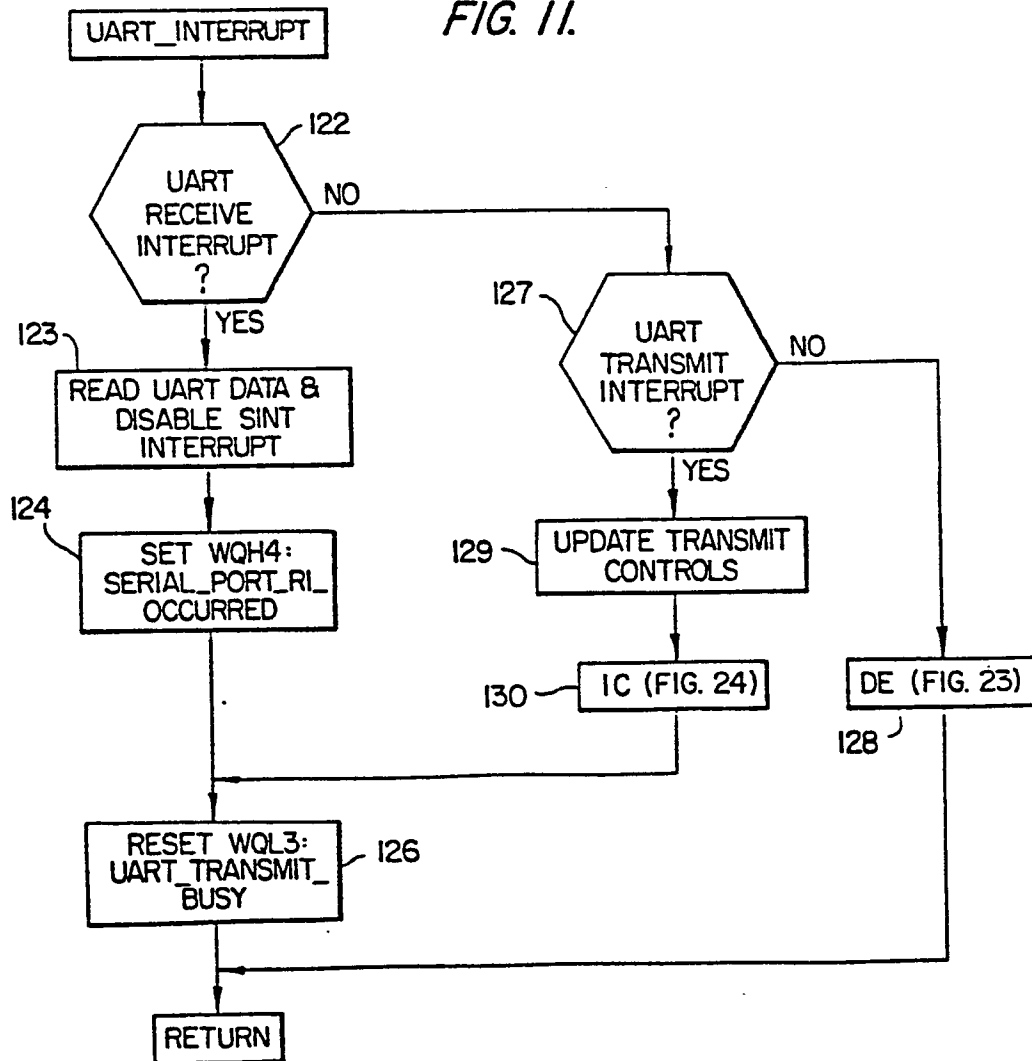 FIG. 11.
UART_INTERRUPT
122
UART
RECEIVE
INTERRUPT
?
NO
YES
123
READ UART DATA &
DISABLE SINT
INTERRUPT
124
SET WQH4:
SERIAL_PORT_RI_
OCCURRED
127
UART
TRANSMIT
INTERRUPT
?
NO
YES
129
UPDATE TRANSMIT
CONTROLS
130
IC (FIG. 24)
DE (FIG. 23)
128
RESET WQL3:
UART_TRANSMIT_
BUSY
126
RETURN